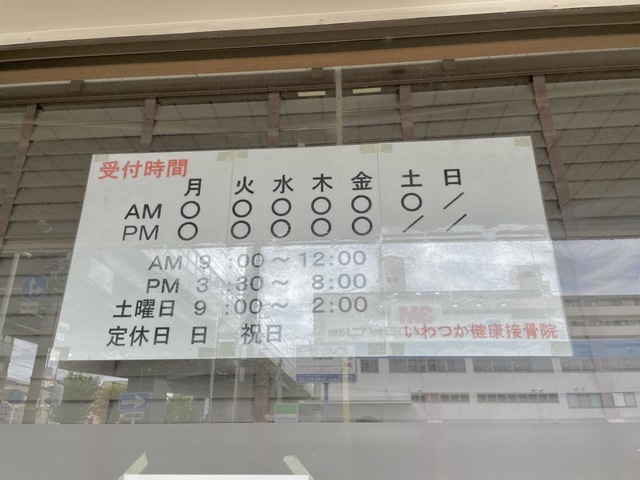 受付時間
月 火 水 木 金 土 日
AM 〇 〇 〇 〇 〇 〇 ／
PM 〇 〇 〇 〇 〇 ／ ／
AM 9:00～12:00
PM 3:30～8:00
土曜日 9:00～2:00
定休日 日 祝日
いわつか健康接骨院